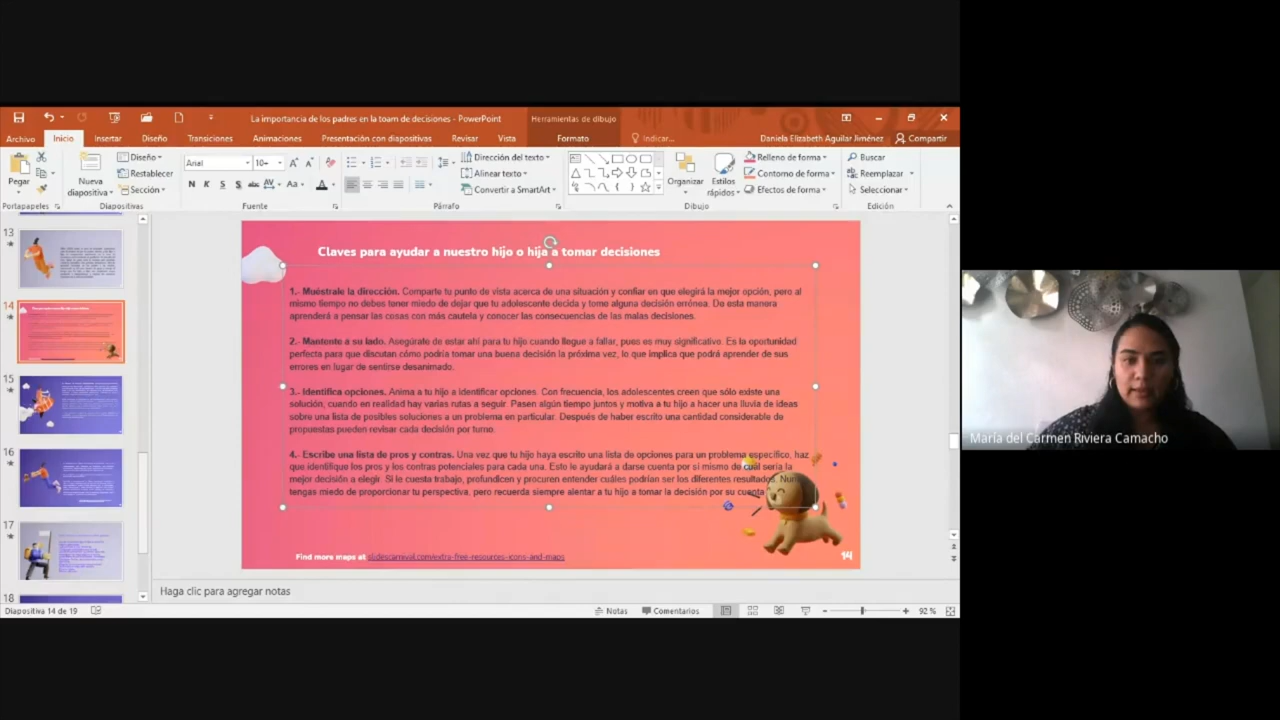 La importancia de los padres en la toam de decisiones - PowerPoint
Herramientas de dibujo
Archivo Inicio Insertar Diseño Transiciones Animaciones Presentación con diapositivas Revisar Vista Formato Indicar... Daniela Elizabeth Aguilar Jiménez Compartir
Pegar
Nueva diapositiva
Diseño
Restablecer
Sección
Arial 10+
N K S S abc AV Aa A
Dirección del texto
Alinear texto
Convertir a SmartArt
Organizar
Estilos rápidos
Relleno de forma
Contorno de forma
Efectos de forma
Buscar
Reemplazar
Seleccionar
Portapapeles Diapositivas Fuente Párrafo Dibujo Edición
13
14
15
16
17
18
Claves para ayudar a nuestro hijo o hija a tomar decisiones
1.- Muéstrale la dirección. Comparte tu punto de vista acerca de una situación y confiar en que elegirá la mejor opción, pero al
mismo tiempo no debes tener miedo de dejar que tu adolescente decida y tome alguna decisión errónea. De esta manera
aprenderá a pensar las cosas con más cautela y conocer las consecuencias de las malas decisiones.
2.- Mantente a su lado. Asegúrate de estar ahí para tu hijo cuando llegue a fallar, pues es muy significativo. Es la oportunidad
perfecta para que discutan cómo podría tomar una buena decisión la próxima vez, lo que implica que podrá aprender de sus
errores en lugar de sentirse desanimado.
3.- Identifica opciones. Anima a tu hijo a identificar opciones. Con frecuencia, los adolescentes creen que sólo existe una
solución, cuando en realidad hay varias rutas a seguir. Pasen algún tiempo juntos y motiva a tu hijo a hacer una lluvia de ideas
sobre una lista de posibles soluciones a un problema en particular. Después de haber escrito una cantidad considerable de
propuestas pueden revisar cada decisión por turno.
4.- Escribe una lista de pros y contras. Una vez que tu hijo haya escrito una lista de opciones para un problema específico, haz
que identifique los pros y los contras potenciales para cada una. Esto le ayudará a darse cuenta por sí mismo de cuál sería la
mejor decisión a elegir. Si le cuesta trabajo, profundicen y procuren entender cuáles podrían ser los diferentes resultados.
tengas miedo de proporcionar tu perspectiva, pero recuerda siempre alentar a tu hijo a tomar la decisión por su cuenta
Find more maps at slidescarnival.com/extra-free-resources-icons-and-maps
14
Haga clic para agregar notas
Diapositiva 14 de 19 Notas Comentarios 92 %
María del Carmen Riviera Camacho